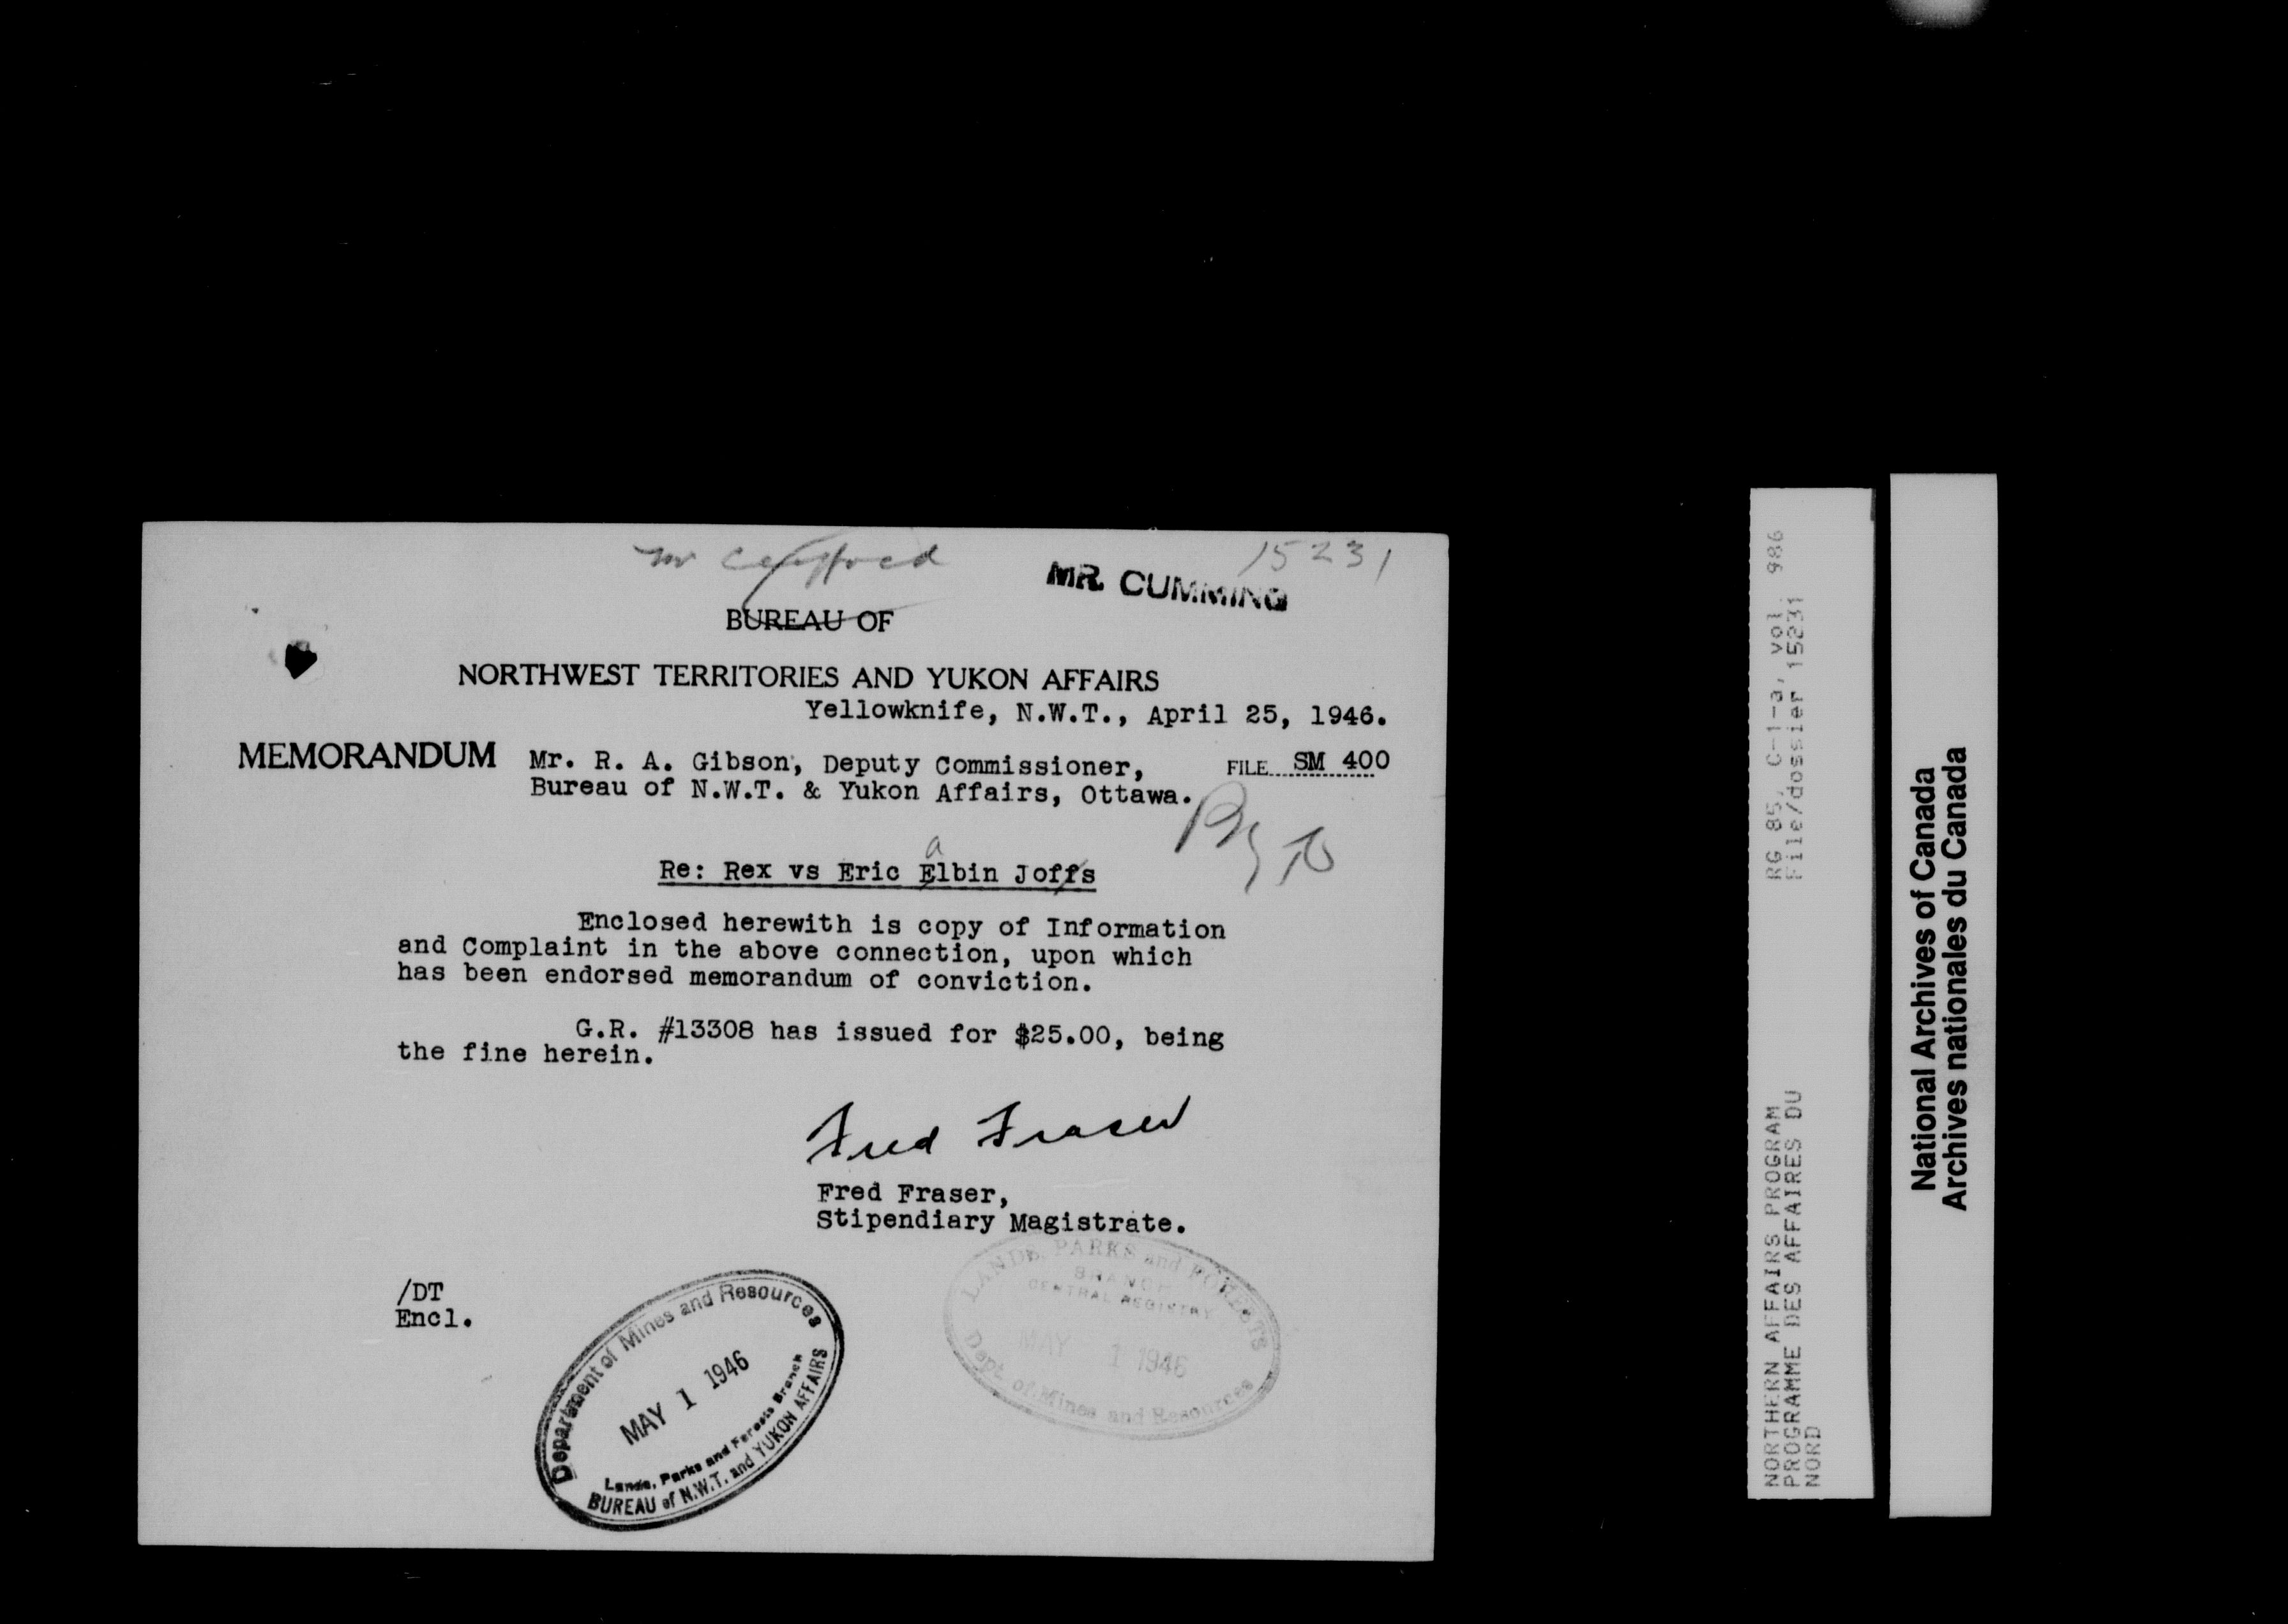 15231
MR. CUMMING
BUREAU OF
NORTHWEST TERRITORIES AND YUKON AFFAIRS
Yellowknife, N.W.T., April 25, 1946.
MEMORANDUM Mr. R. A. Gibson, Deputy Commissioner, FILE SM 400
Bureau of N.W.T. & Yukon Affairs, Ottawa.
a
Re: Rex vs Eric Elbin Joffs
Enclosed herewith is copy of Information
and Complaint in the above connection, upon which
has been endorsed memorandum of conviction.
G.R. #13308 has issued for $25.00, being
the fine herein.
Fred Fraser
Fred Fraser,
Stipendiary Magistrate.
/DT
Encl.
Department of Mines and Resources
MAY 1 1946
Lands, Parks and Forests Branch
BUREAU of N.W.T. and YUKON AFFAIRS
LANDS, PARKS and FORESTS
BRANCH
CENTRAL REGISTRY
MAY 1 1946
Dept. of Mines and Resources
RG 85, C-1-a, vol. 986
File/dossier 15231
NORTHERN AFFAIRS PROGRAM
PROGRAMME DES AFFAIRES DU
NORD
National Archives of Canada
Archives nationales du Canada